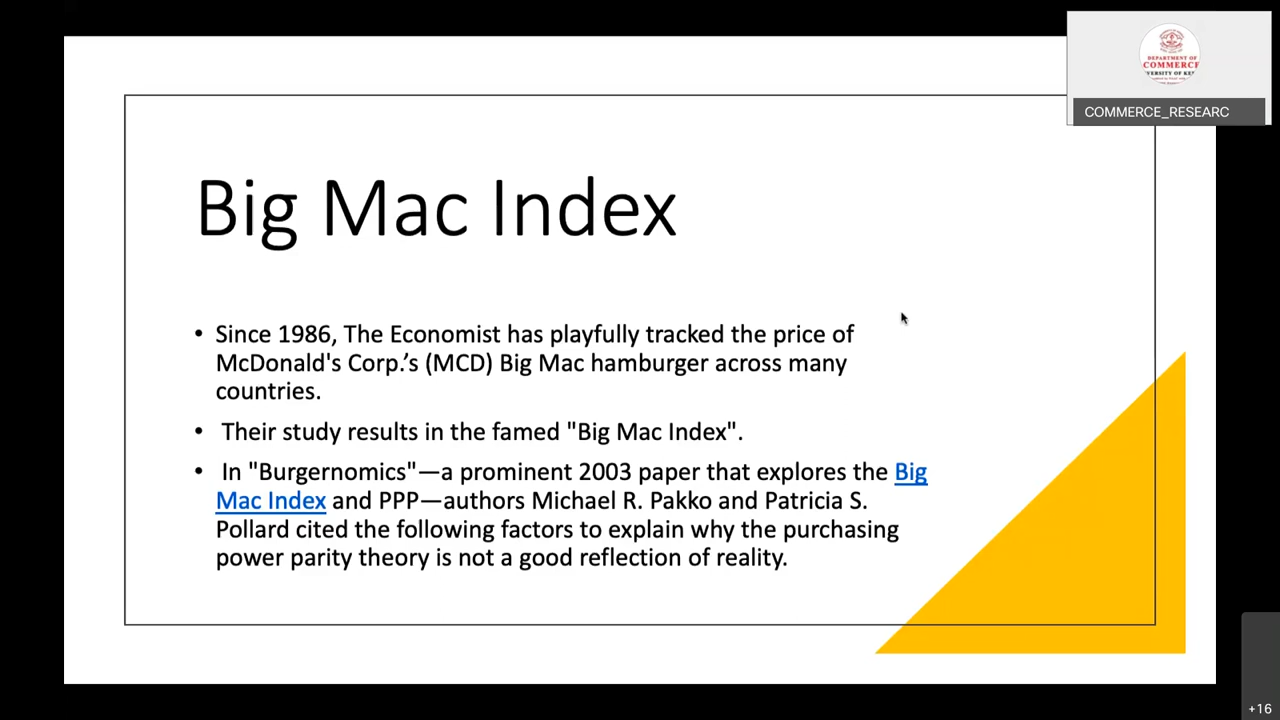 DEPARTMENT OF
COMMERCE
COMMERCE_RESEARC
Big Mac Index
• Since 1986, The Economist has playfully tracked the price of
McDonald's Corp.’s (MCD) Big Mac hamburger across many
countries.
• Their study results in the famed "Big Mac Index".
• In "Burgernomics"—a prominent 2003 paper that explores the Big
Mac Index and PPP—authors Michael R. Pakko and Patricia S.
Pollard cited the following factors to explain why the purchasing
power parity theory is not a good reflection of reality.
+16